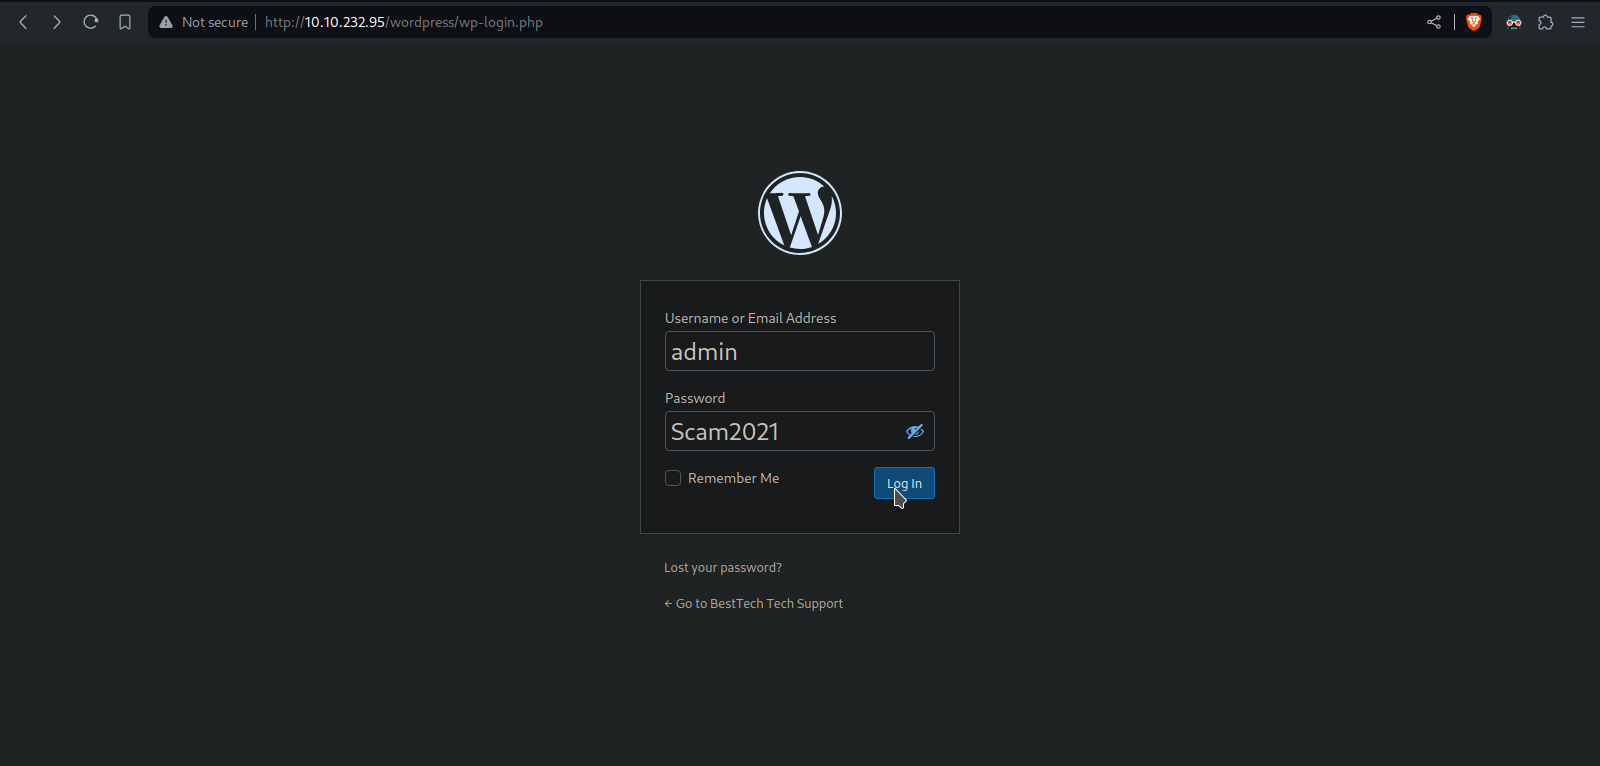 Not secure http://10.10.232.95/wordpress/wp-login.php
Username or Email Address
admin
Password
Scam2021
Remember Me
Log In
Lost your password?
← Go to BestTech Tech Support